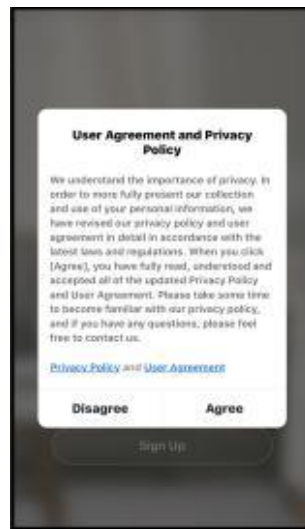 User Agreement and Privacy
Policy
We understand the importance of privacy. In
order to more fully present our collection
and use of your personal information, we
have revised our privacy policy and user
agreement in detail in accordance with the
latest laws and regulations. When you click
[Agree], you have fully read, understood and
accepted all of the updated Privacy Policy
and User Agreement. Please take some time
to become familiar with our privacy policy,
and if you have any questions, please feel
free to contact us.
Privacy Policy and User Agreement
Disagree Agree
Sign Up